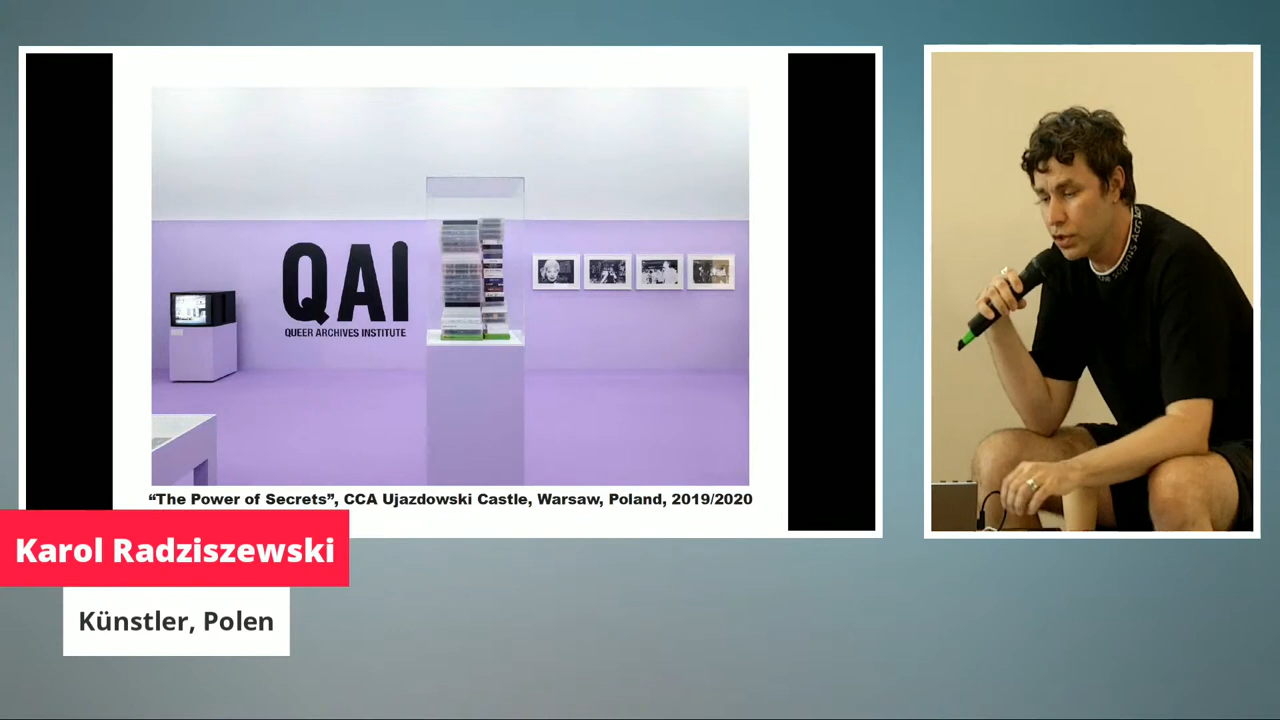 QAI
QUEER ARCHIVES INSTITUTE
“The Power of Secrets”, CCA Ujazdowski Castle, Warsaw, Poland, 2019/2020
Karol Radziszewski
Künstler, Polen